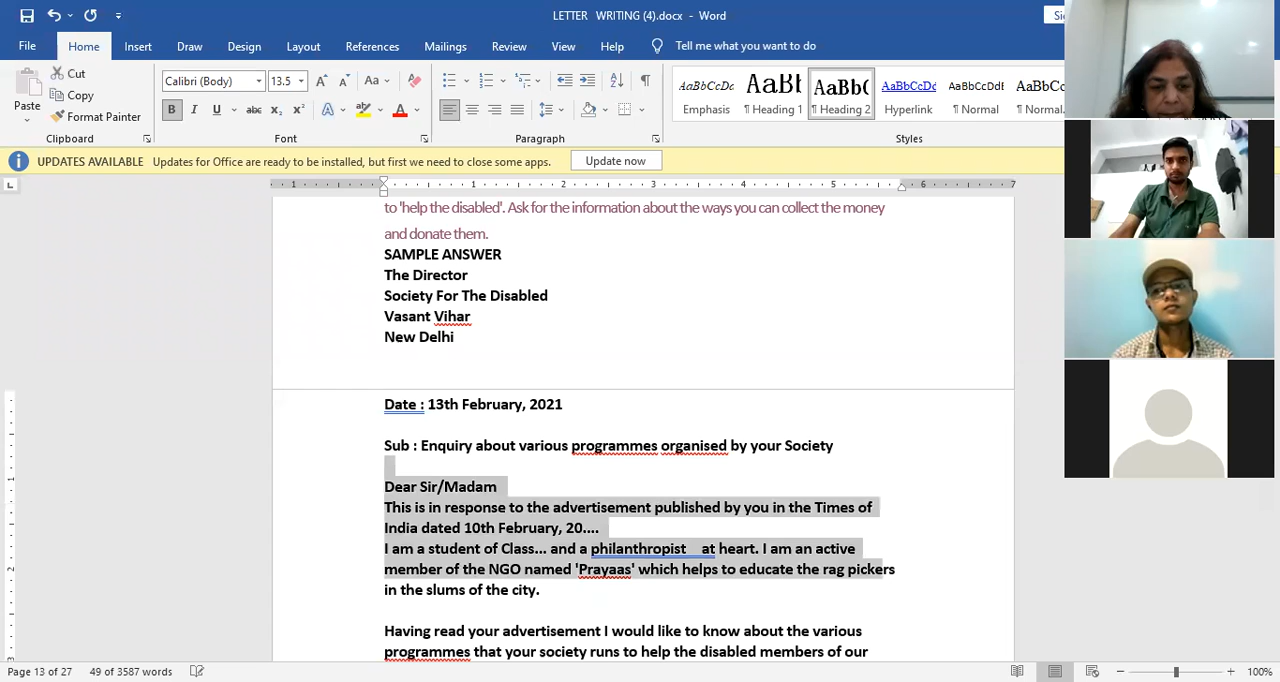 LETTER WRITING (4).docx - Word
File Home Insert Draw Design Layout References Mailings Review View Help Tell me what you want to do
Paste
Cut
Copy
Format Painter
Calibri (Body) 13.5
Emphasis ¶ Heading 1 ¶ Heading 2 Hyperlink ¶ Normal ¶ Normal...
Clipboard Font Paragraph Styles
UPDATES AVAILABLE Updates for Office are ready to be installed, but first we need to close some apps. Update now
to 'help the disabled'. Ask for the information about the ways you can collect the money
and donate them.
SAMPLE ANSWER
The Director
Society For The Disabled
Vasant Vihar
New Delhi
Date : 13th February, 2021
Sub : Enquiry about various programmes organised by your Society
Dear Sir/Madam
This is in response to the advertisement published by you in the Times of
India dated 10th February, 20....
I am a student of Class... and a philanthropist at heart. I am an active
member of the NGO named 'Prayaas' which helps to educate the rag pickers
in the slums of the city.
Having read your advertisement I would like to know about the various
programmes that your society runs to help the disabled members of our
Page 13 of 27 49 of 3587 words 100%